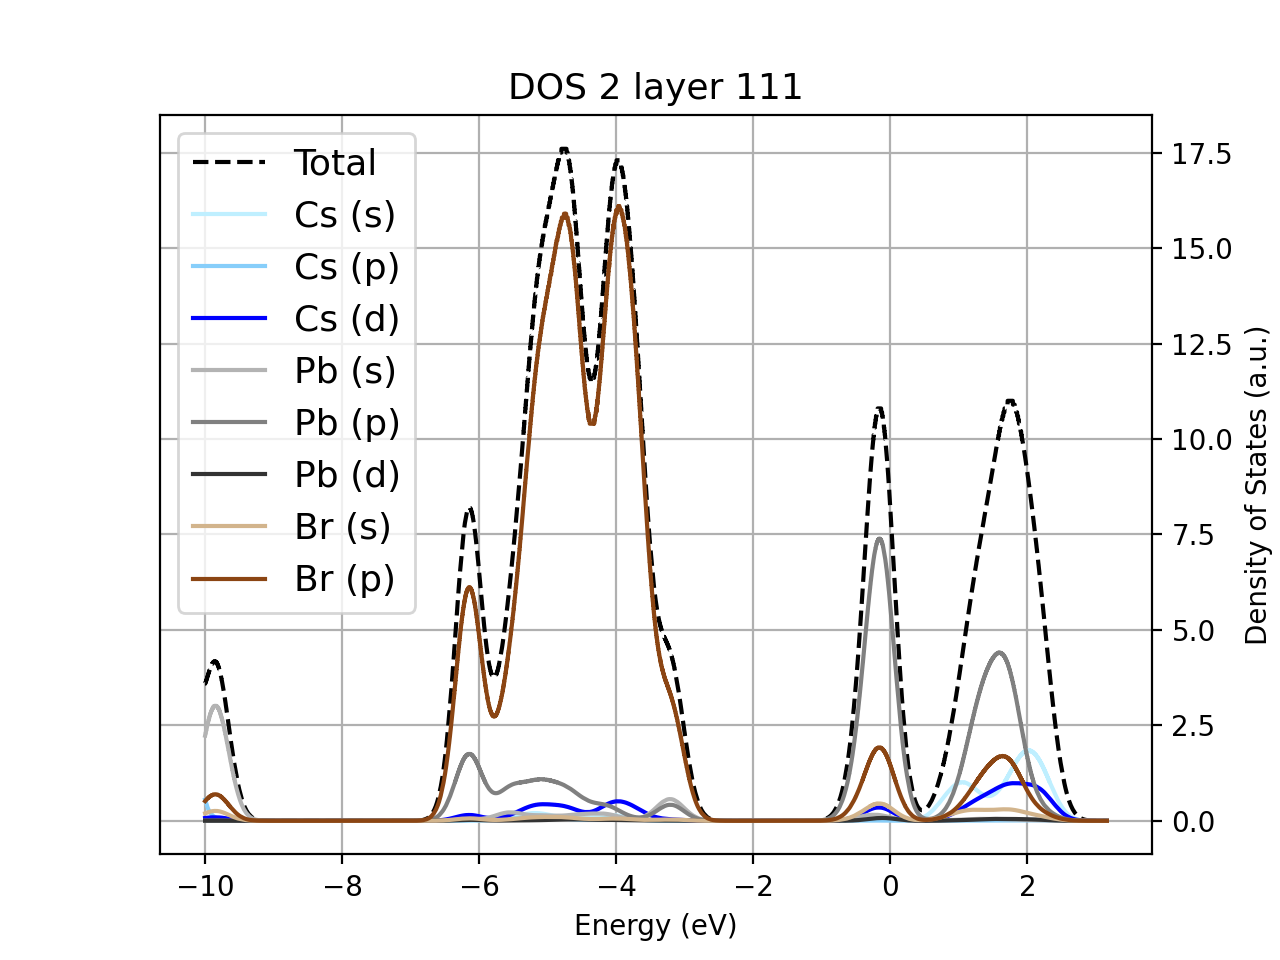 DOS 2 layer 111
Total
Cs (s)
Cs (p)
Cs (d)
Pb (s)
Pb (p)
Pb (d)
Br (s)
Br (p)
17.5
15.0
12.5
10.0
7.5
5.0
2.5
0.0
Density of States (a.u.)
−10 −8 −6 −4 −2 0 2
Energy (eV)